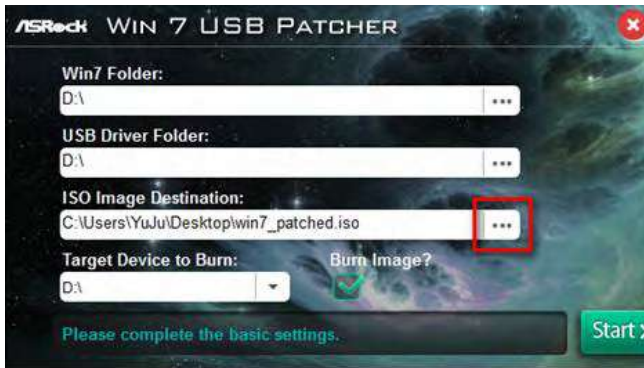 ASRock WIN 7 USB PATCHER
Win7 Folder:
D:\
USB Driver Folder:
D:\
ISO Image Destination:
C:\Users\YuJu\Desktop\win7_patched.iso
Target Device to Burn: Burn Image?
D:\
Please complete the basic settings.
Start